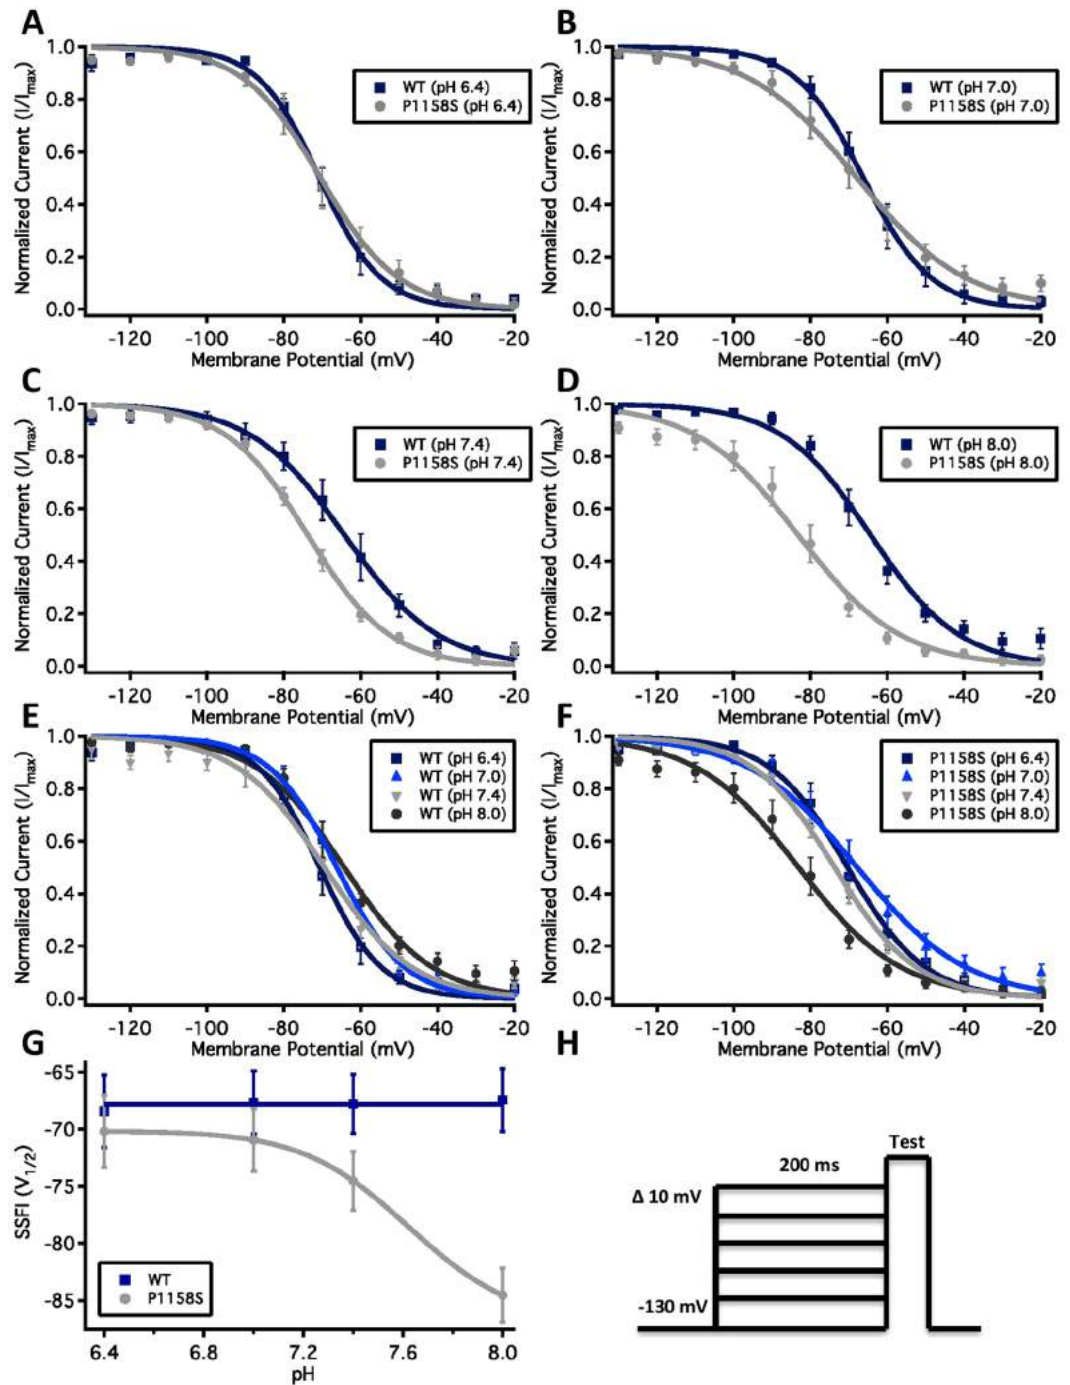 A
1.0
0.8
0.6
0.4
0.2
0.0
Normalized Current (I/Imax)
WT (pH 6.4)
P1158S (pH 6.4)
-120
-100
-80
-60
-40
-20
Membrane Potential (mV)
B
1.0
0.8
0.6
0.4
0.2
0.0
Normalized Current (I/Imax)
WT (pH 7.0)
P1158S (pH 7.0)
-120
-100
-80
-60
-40
-20
Membrane Potential (mV)
C
1.0
0.8
0.6
0.4
0.2
0.0
Normalized Current (I/Imax)
WT (pH 7.4)
P1158S (pH 7.4)
-120
-100
-80
-60
-40
-20
Membrane Potential (mV)
D
1.0
0.8
0.6
0.4
0.2
0.0
Normalized Current (I/Imax)
WT (pH 8.0)
P1158S (pH 8.0)
-120
-100
-80
-60
-40
-20
Membrane Potential (mV)
E
1.0
0.8
0.6
0.4
0.2
0.0
Normalized Current (I/Imax)
WT (pH 6.4)
WT (pH 7.0)
WT (pH 7.4)
WT (pH 8.0)
-120
-100
-80
-60
-40
-20
Membrane Potential (mV)
F
1.0
0.8
0.6
0.4
0.2
0.0
Normalized Current (I/Imax)
P1158S (pH 6.4)
P1158S (pH 7.0)
P1158S (pH 7.4)
P1158S (pH 8.0)
-120
-100
-80
-60
-40
-20
Membrane Potential (mV)
G
-65
-70
-75
-80
-85
SSFI (V1/2)
WT
P1158S
6.4
6.8
7.2
7.6
8.0
pH
H
Test
200 ms
Δ 10 mV
-130 mV